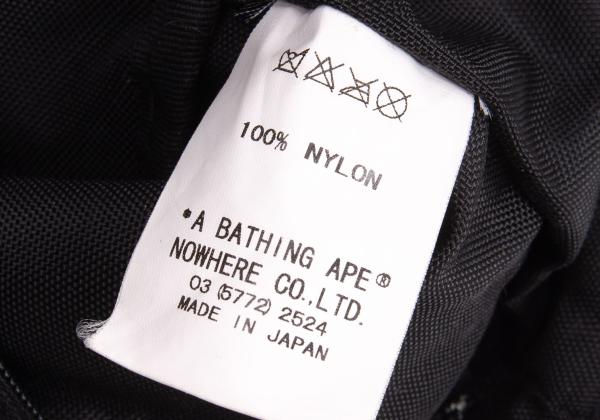 100% NYLON
*A BATHING APE®
NOWHERE CO.,LTD.
03 (5772) 2524
MADE IN JAPAN